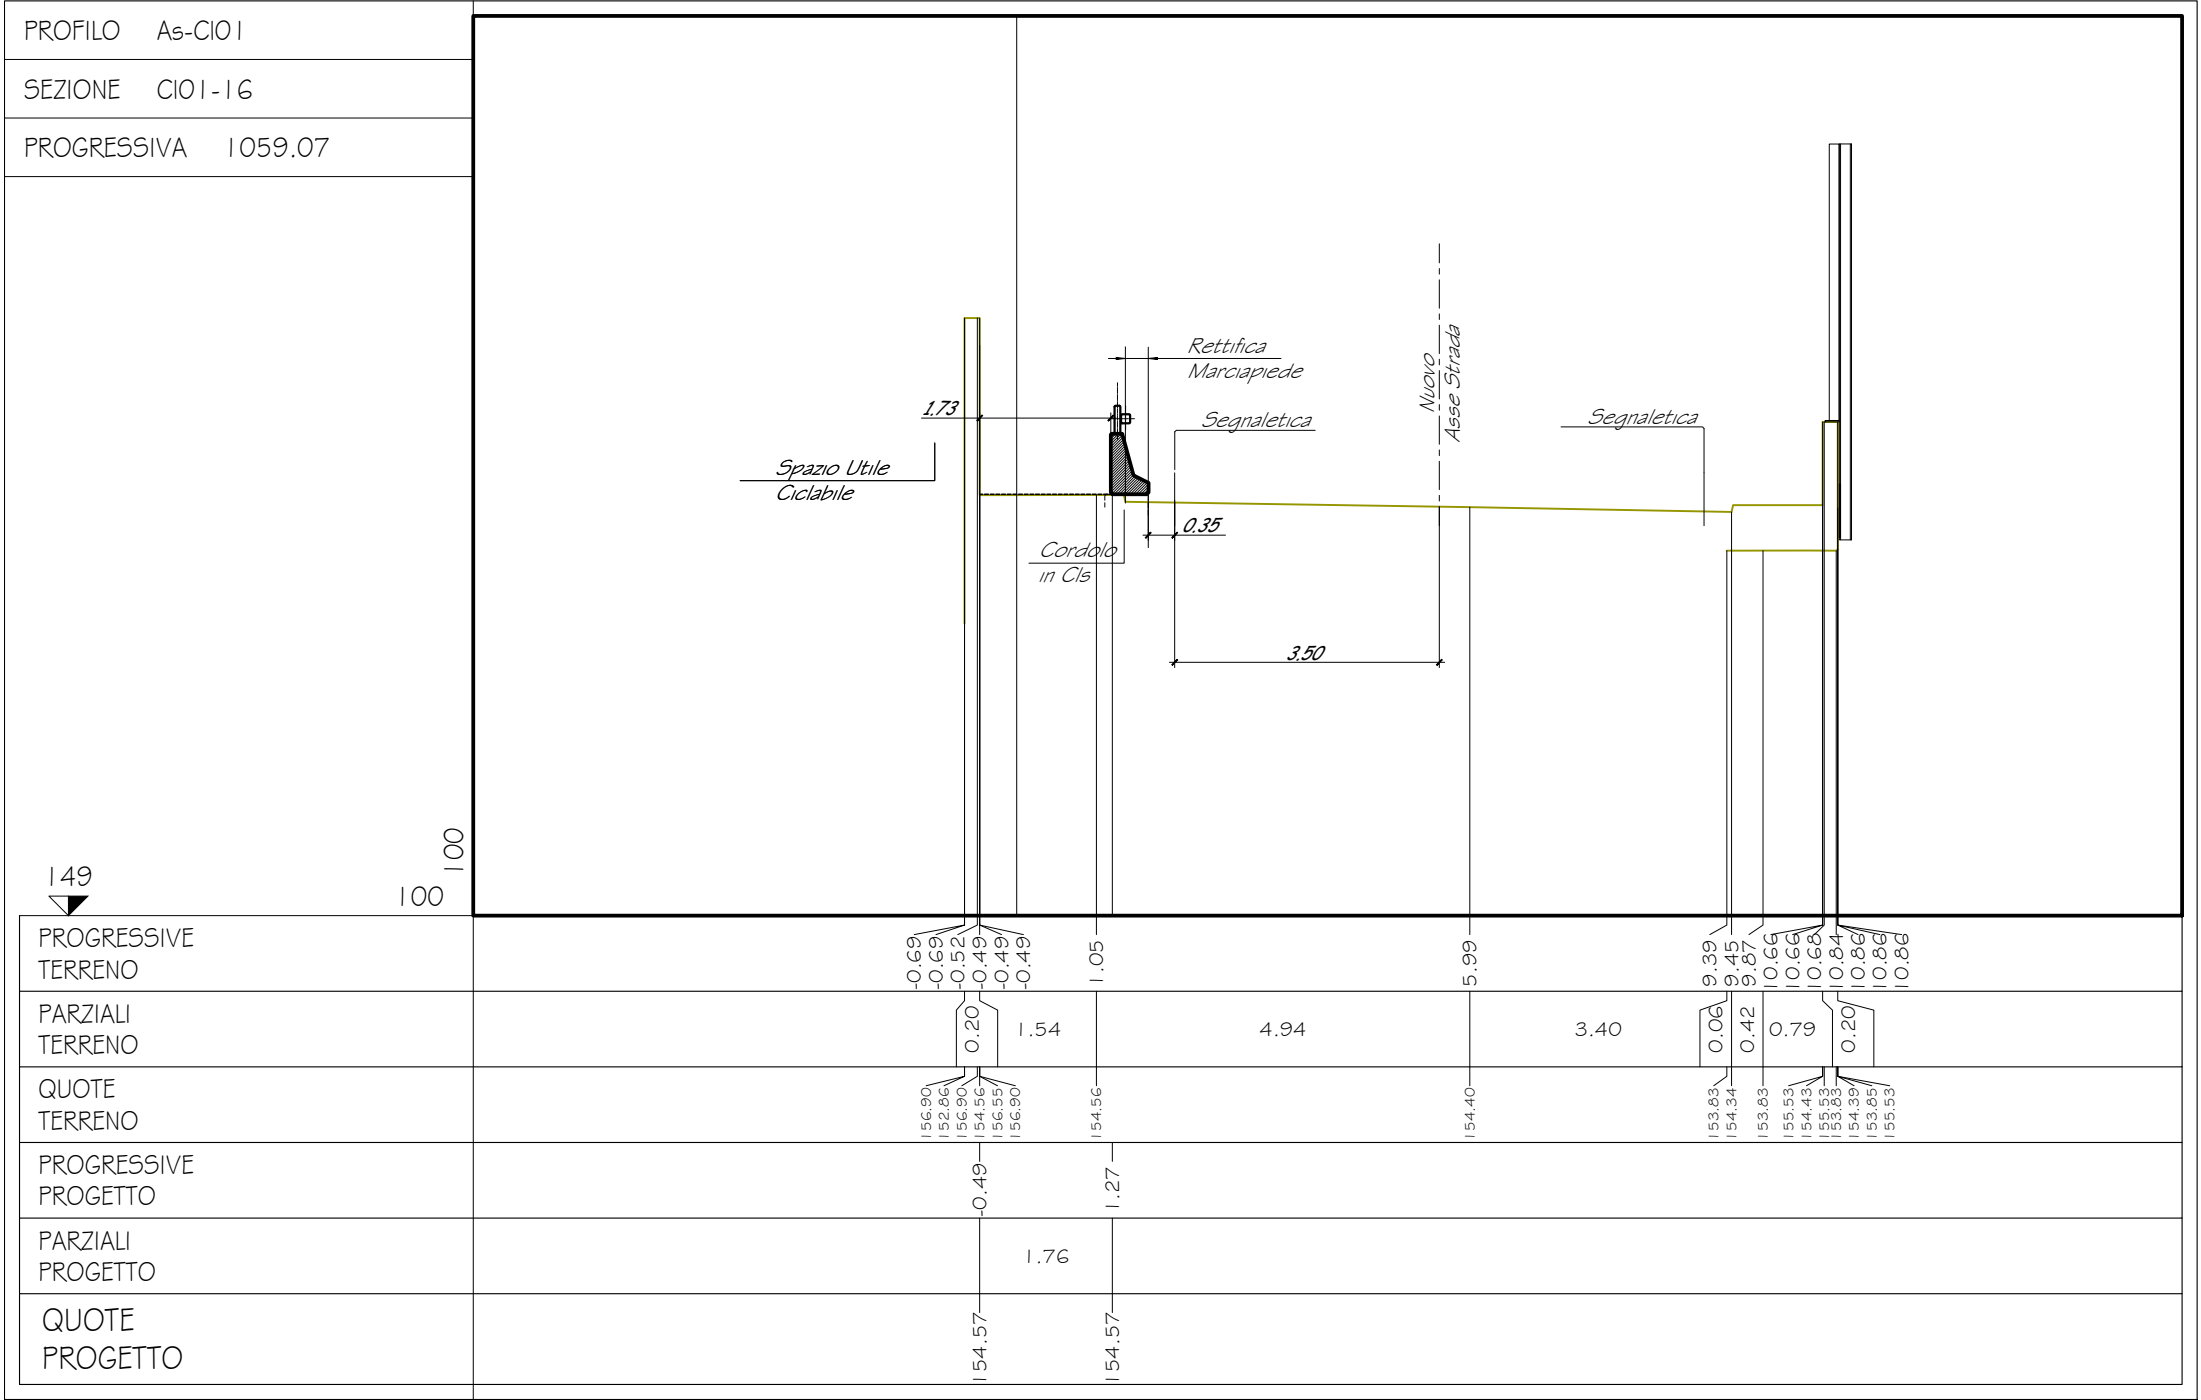 PROFILO As-CI01
SEZIONE CI01-16
PROGRESSIVA 1059.07
Rettifica
Marciapiede
Nuovo
Asse Strada
1.73
Segnaletica
Segnaletica
Spazio Utile
Ciclabile
0.35
Cordolo
in Cls
3.50
100
149
100
PROGRESSIVE
TERRENO
-0.69 -0.69 -0.52 -0.49 -0.49 -0.49 1.05 5.99 9.39 9.45 9.87 10.66 10.66 10.68 10.84 10.86 10.86 10.86
PARZIALI
TERRENO
0.20 1.54 4.94 3.40 0.06 0.42 0.79 0.20
QUOTE
TERRENO
156.90 152.86 156.90 154.56 156.55 156.90 154.56 154.40 153.83 154.34 153.83 155.53 154.43 155.53 153.83 154.39 153.85 155.53
PROGRESSIVE
PROGETTO
-0.49 1.27
PARZIALI
PROGETTO
1.76
QUOTE
PROGETTO
154.57 154.57